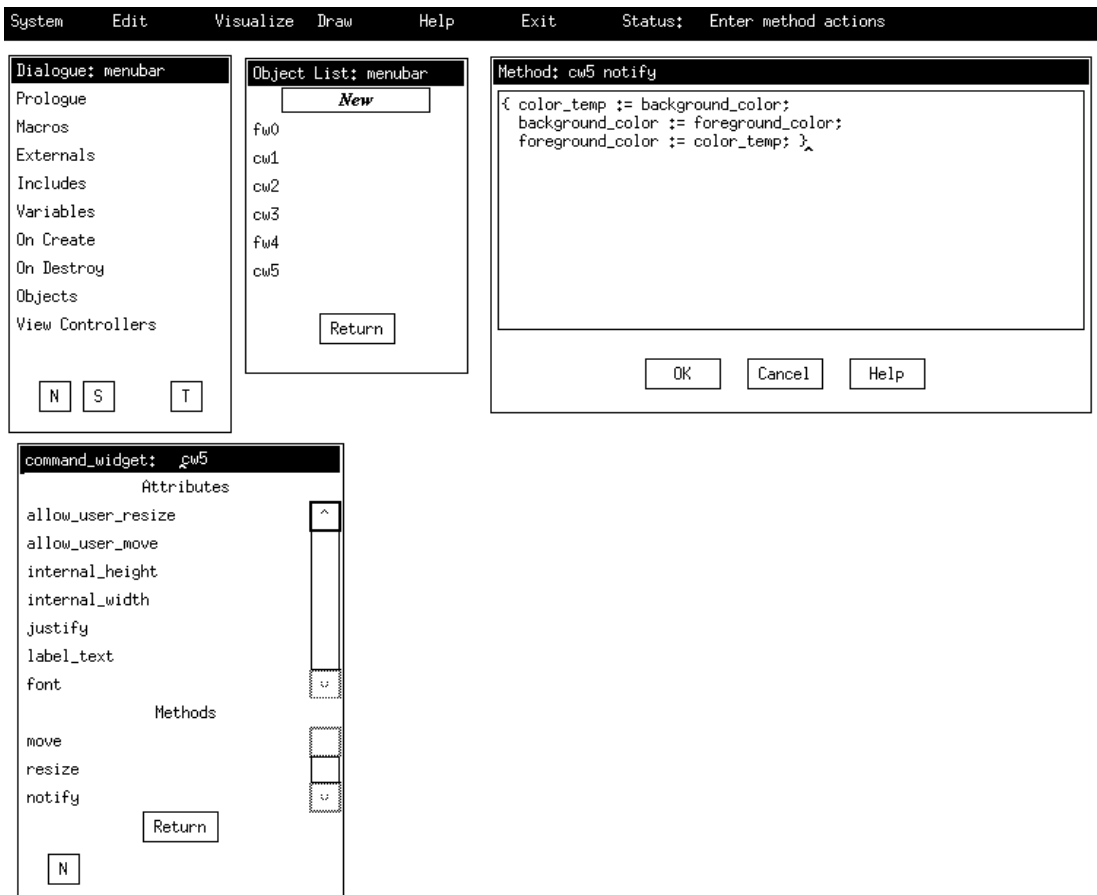 System Edit Visualize Draw Help Exit Status: Enter method actions
Dialogue: menubar
Prologue
Macros
Externals
Includes
Variables
On Create
On Destroy
Objects
View Controllers
N S T
Object List: menubar
New
fw0
cw1
cw2
cw3
fw4
cw5
Return
Method: cw5 notify
{ color_temp := background_color;
background_color := foreground_color;
foreground_color := color_temp; }
OK Cancel Help
command_widget: cw5
Attributes
allow_user_resize
allow_user_move
internal_height
internal_width
justify
label_text
font
Methods
move
resize
notify
Return
N